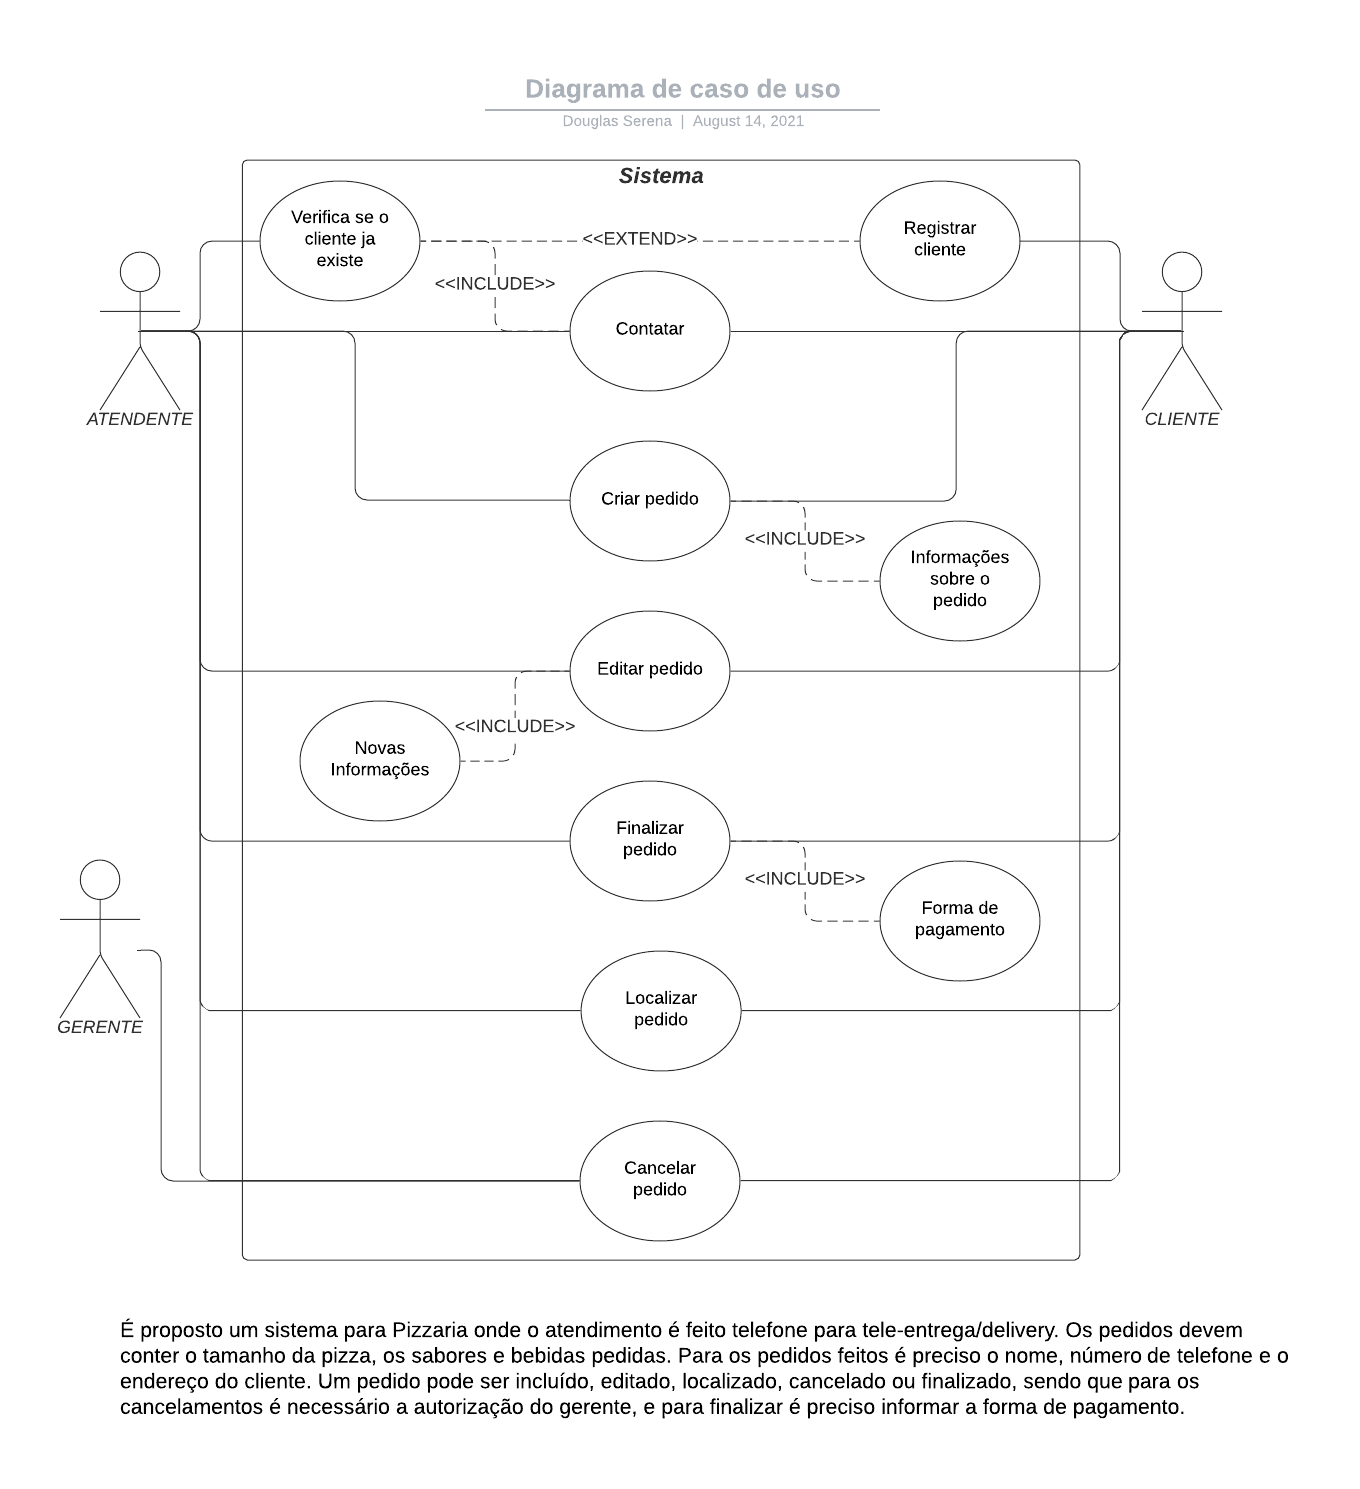 Diagrama de caso de uso
Douglas Serena | August 14, 2021
Sistema
Verifica se o
cliente ja
existe
<<EXTEND>>
Registrar
cliente
<<INCLUDE>>
Contatar
ATENDENTE
CLIENTE
Criar pedido
<<INCLUDE>>
Informações
sobre o
pedido
Editar pedido
<<INCLUDE>>
Novas
Informações
Finalizar
pedido
<<INCLUDE>>
Forma de
pagamento
GERENTE
Localizar
pedido
Cancelar
pedido
É proposto um sistema para Pizzaria onde o atendimento é feito telefone para tele-entrega/delivery. Os pedidos devem
conter o tamanho da pizza, os sabores e bebidas pedidas. Para os pedidos feitos é preciso o nome, número de telefone e o
endereço do cliente. Um pedido pode ser incluído, editado, localizado, cancelado ou finalizado, sendo que para os
cancelamentos é necessário a autorização do gerente, e para finalizar é preciso informar a forma de pagamento.